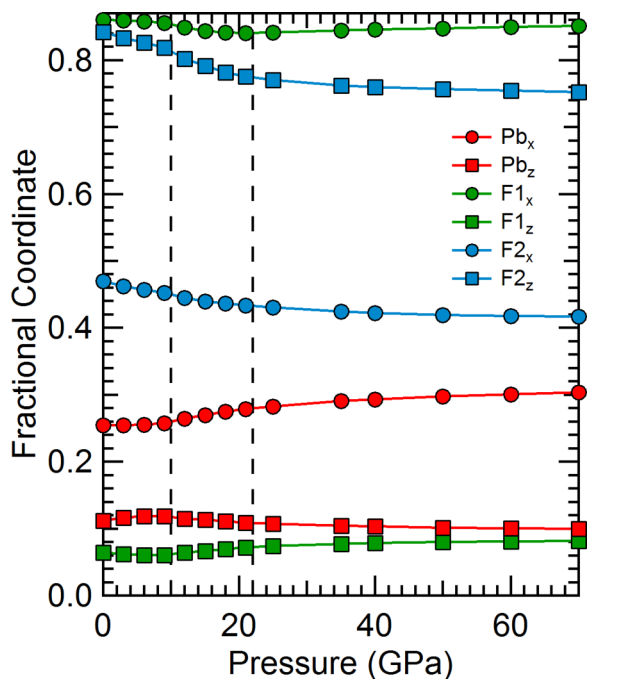 Fractional Coordinate
0.8
0.6
0.4
0.2
0.0
Pbx
Pbz
F1x
F1z
F2x
F2z
0
20
40
60
Pressure (GPa)